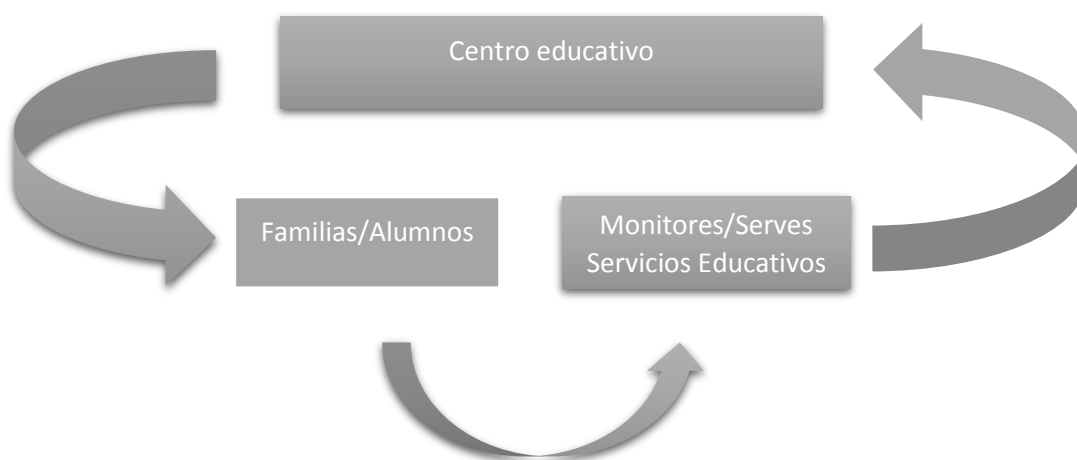 Centro educativo
Familias/Alumnos
Monitores/Serves
Servicios Educativos